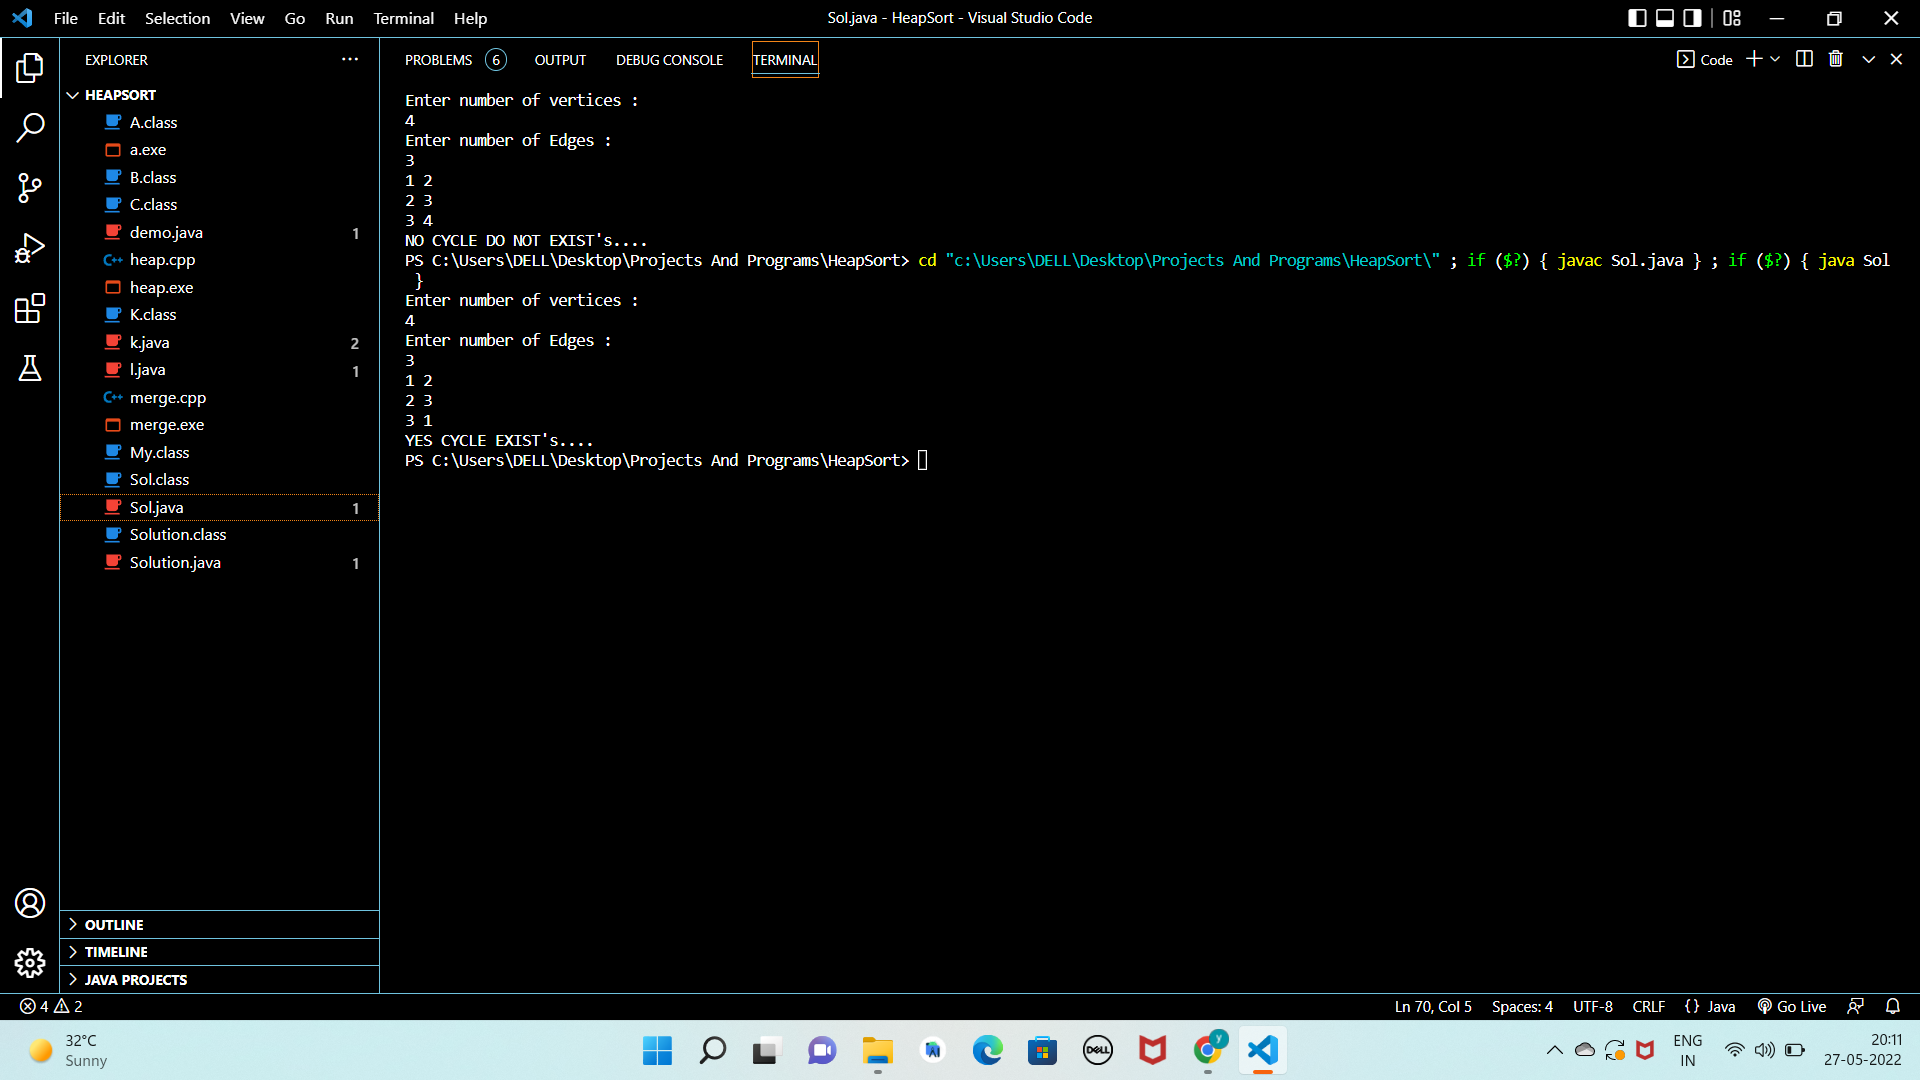 File Edit Selection View Go Run Terminal Help
Sol.java - HeapSort - Visual Studio Code
EXPLORER
HEAPSORT
A.class
a.exe
B.class
C.class
demo.java 1
heap.cpp
heap.exe
K.class
k.java 2
l.java 1
merge.cpp
merge.exe
My.class
Sol.class
Sol.java 1
Solution.class
Solution.java 1
OUTLINE
TIMELINE
JAVA PROJECTS
PROBLEMS 6 OUTPUT DEBUG CONSOLE TERMINAL
Code
Enter number of vertices :
4
Enter number of Edges :
3
1 2
2 3
3 4
NO CYCLE DO NOT EXIST's....
PS C:\Users\DELL\Desktop\Projects And Programs\HeapSort> cd "c:\Users\DELL\Desktop\Projects And Programs\HeapSort\" ; if ($?) { javac Sol.java } ; if ($?) { java Sol
}
Enter number of vertices :
4
Enter number of Edges :
3
1 2
2 3
3 1
YES CYCLE EXIST's....
PS C:\Users\DELL\Desktop\Projects And Programs\HeapSort>
4 2
Ln 70, Col 5 Spaces: 4 UTF-8 CRLF {} Java Go Live
32°C
Sunny
DELL
y
ENG
IN
20:11
27-05-2022